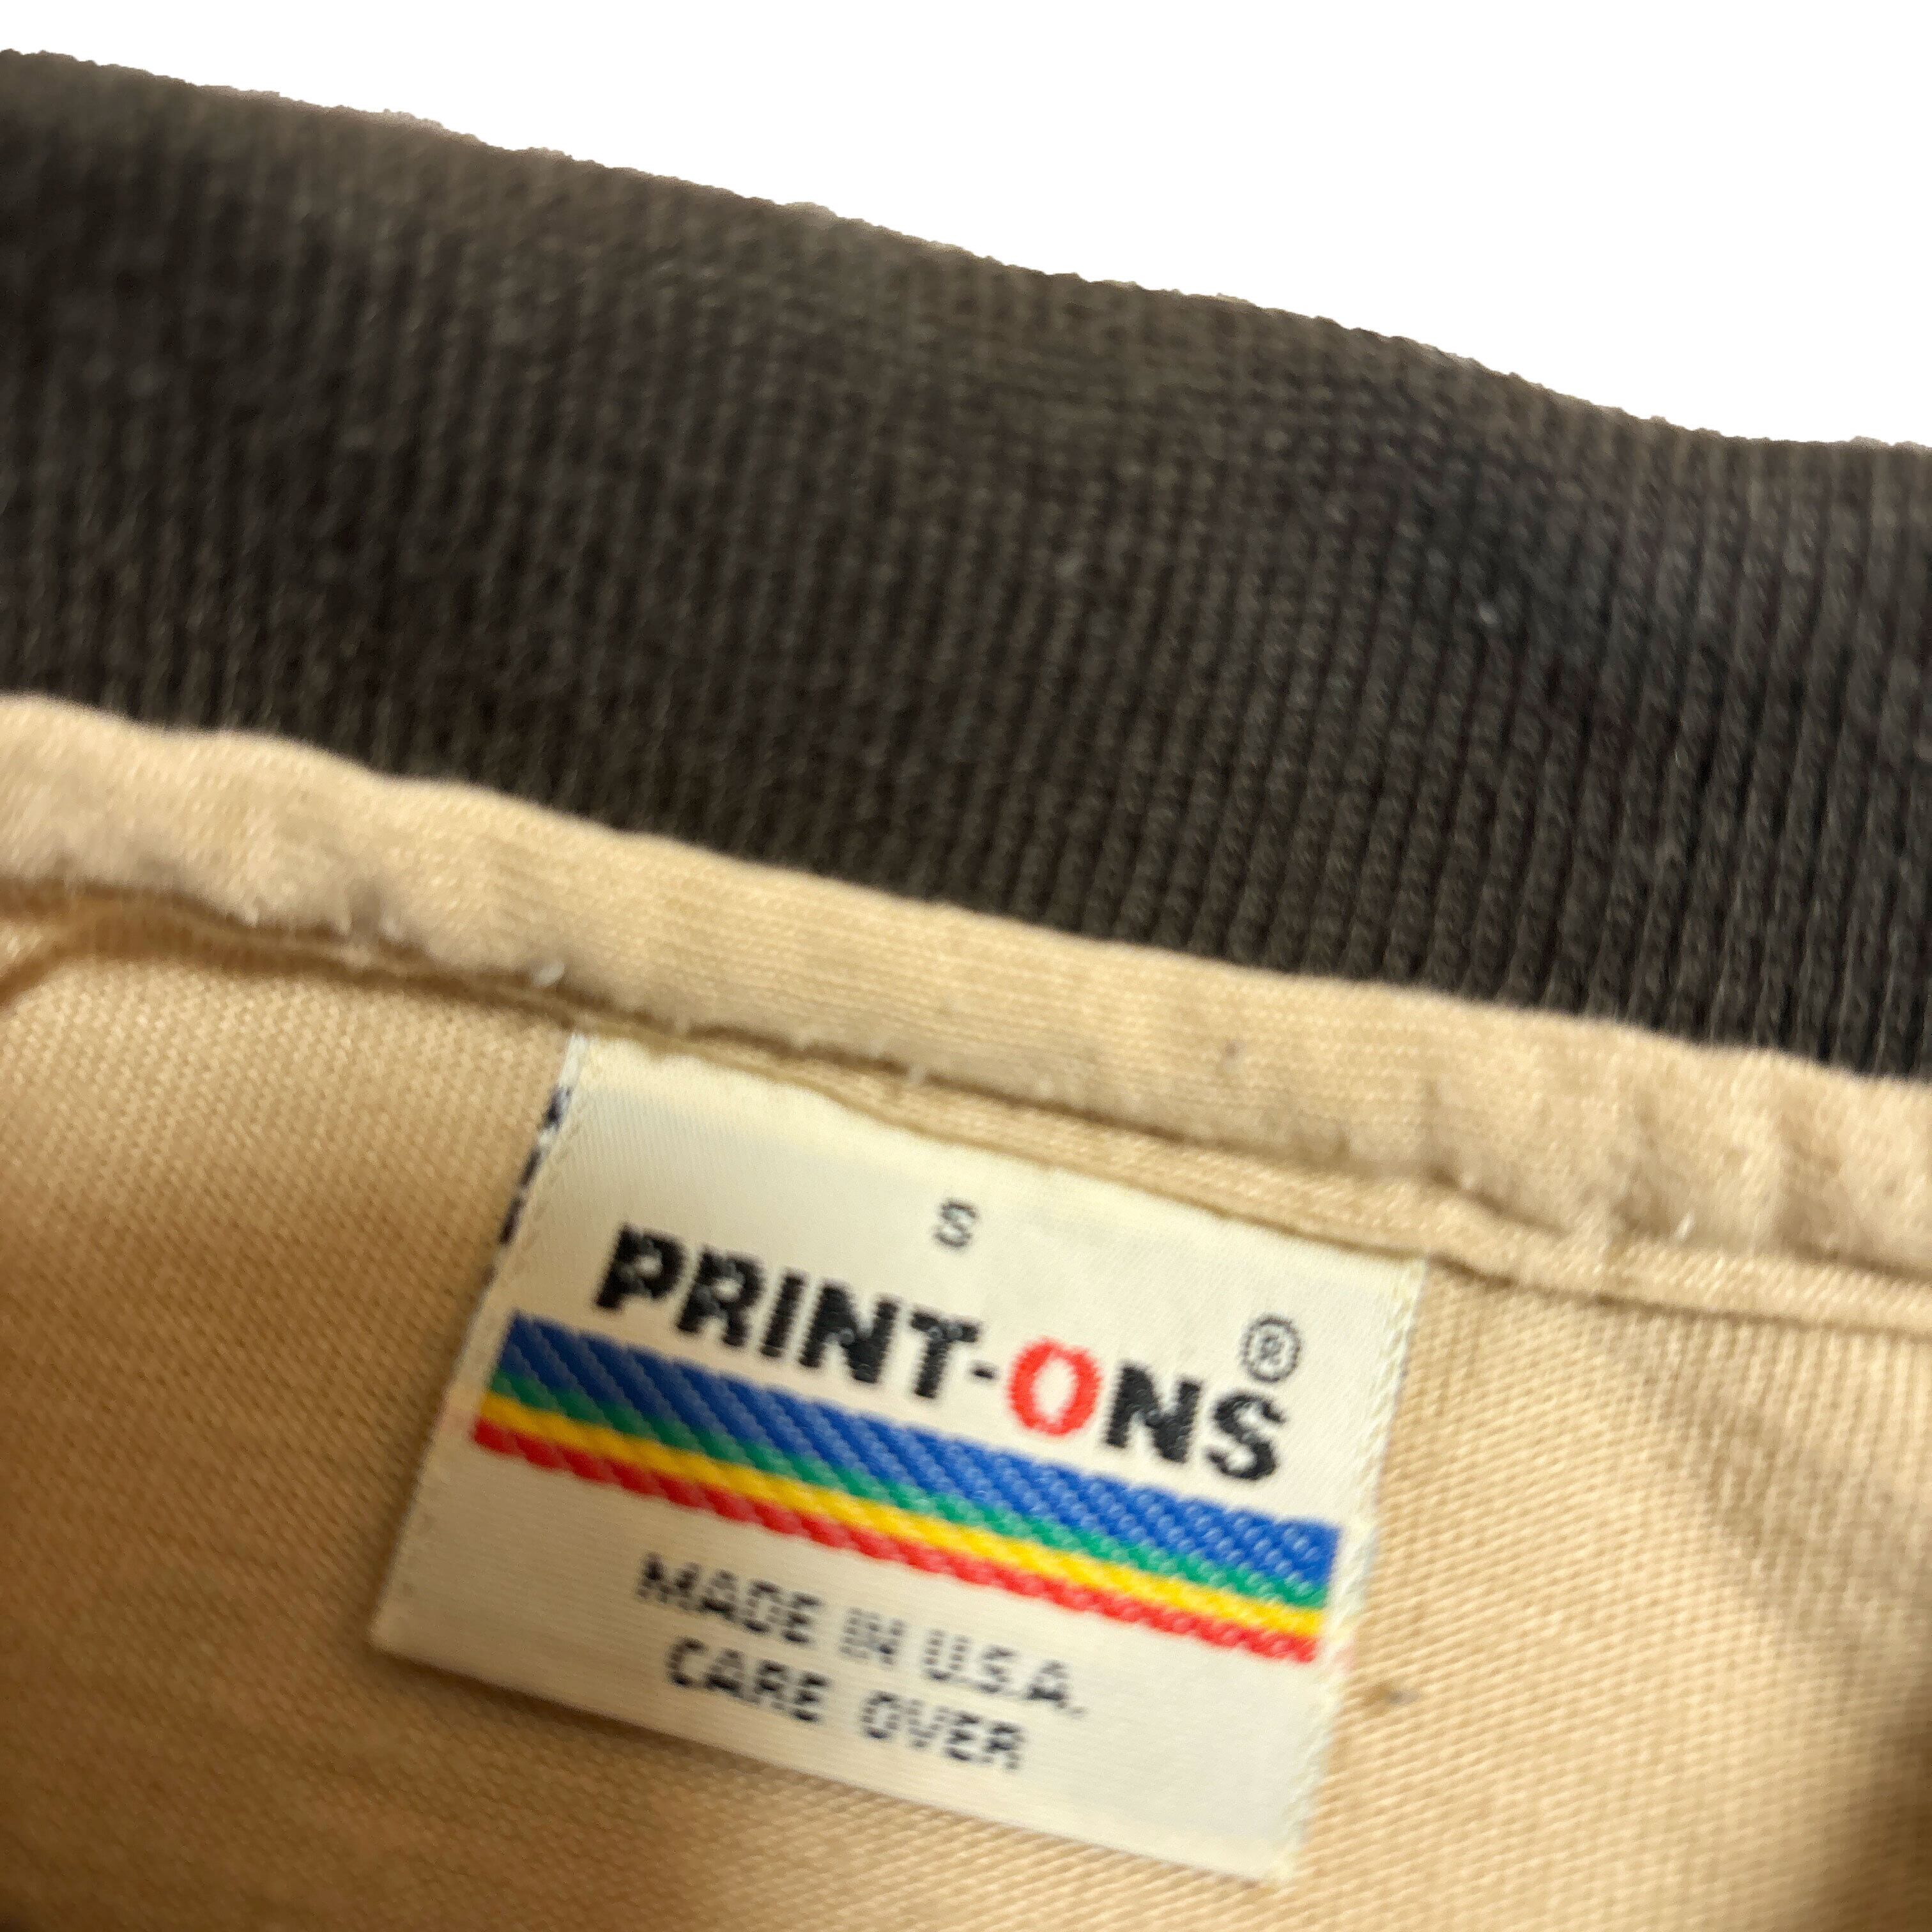 S
PRINT-ONS®
MADE IN U.S.A.
CARE OVER